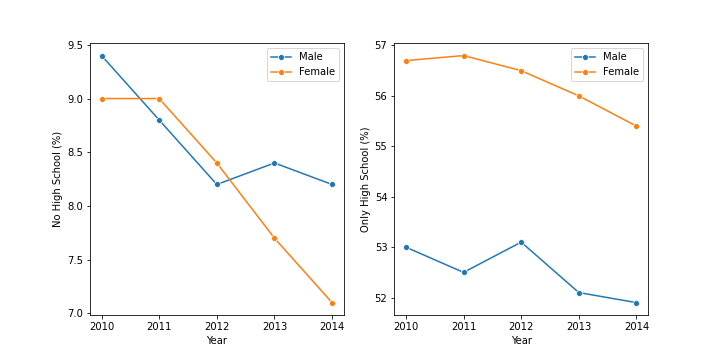 9.5
9.0
8.5
8.0
7.5
7.0
No High School (%)
2010 2011 2012 2013 2014
Year
Male
Female
57
56
55
54
53
52
Only High School (%)
2010 2011 2012 2013 2014
Year
Male
Female